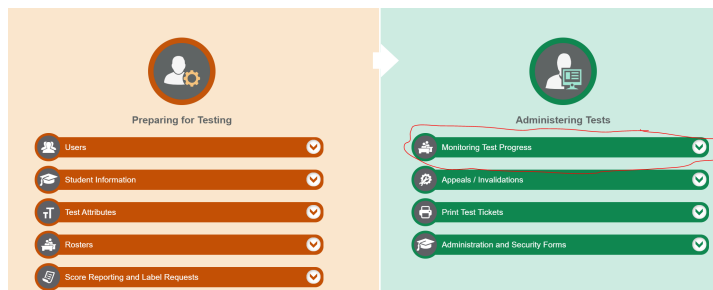 Preparing for Testing
Users
Student Information
Test Attributes
Rosters
Score Reporting and Label Requests
Administering Tests
Monitoring Test Progress
Appeals / Invalidations
Print Test Tickets
Administration and Security Forms